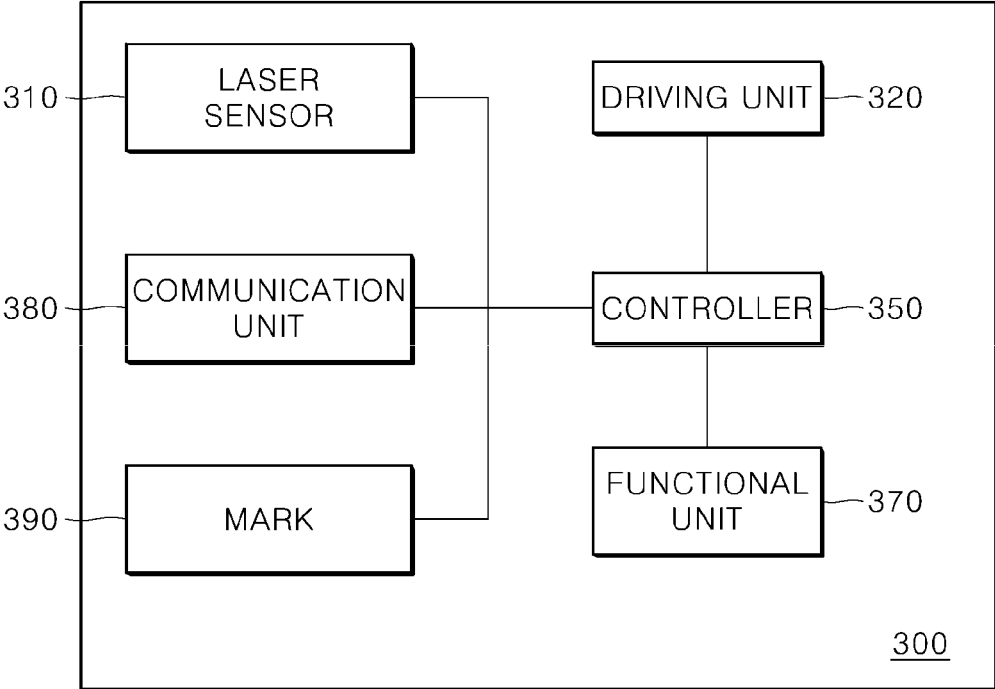 310
LASER
SENSOR
DRIVING UNIT
320
380
COMMUNICATION
UNIT
CONTROLLER
350
390
MARK
FUNCTIONAL
UNIT
370
300